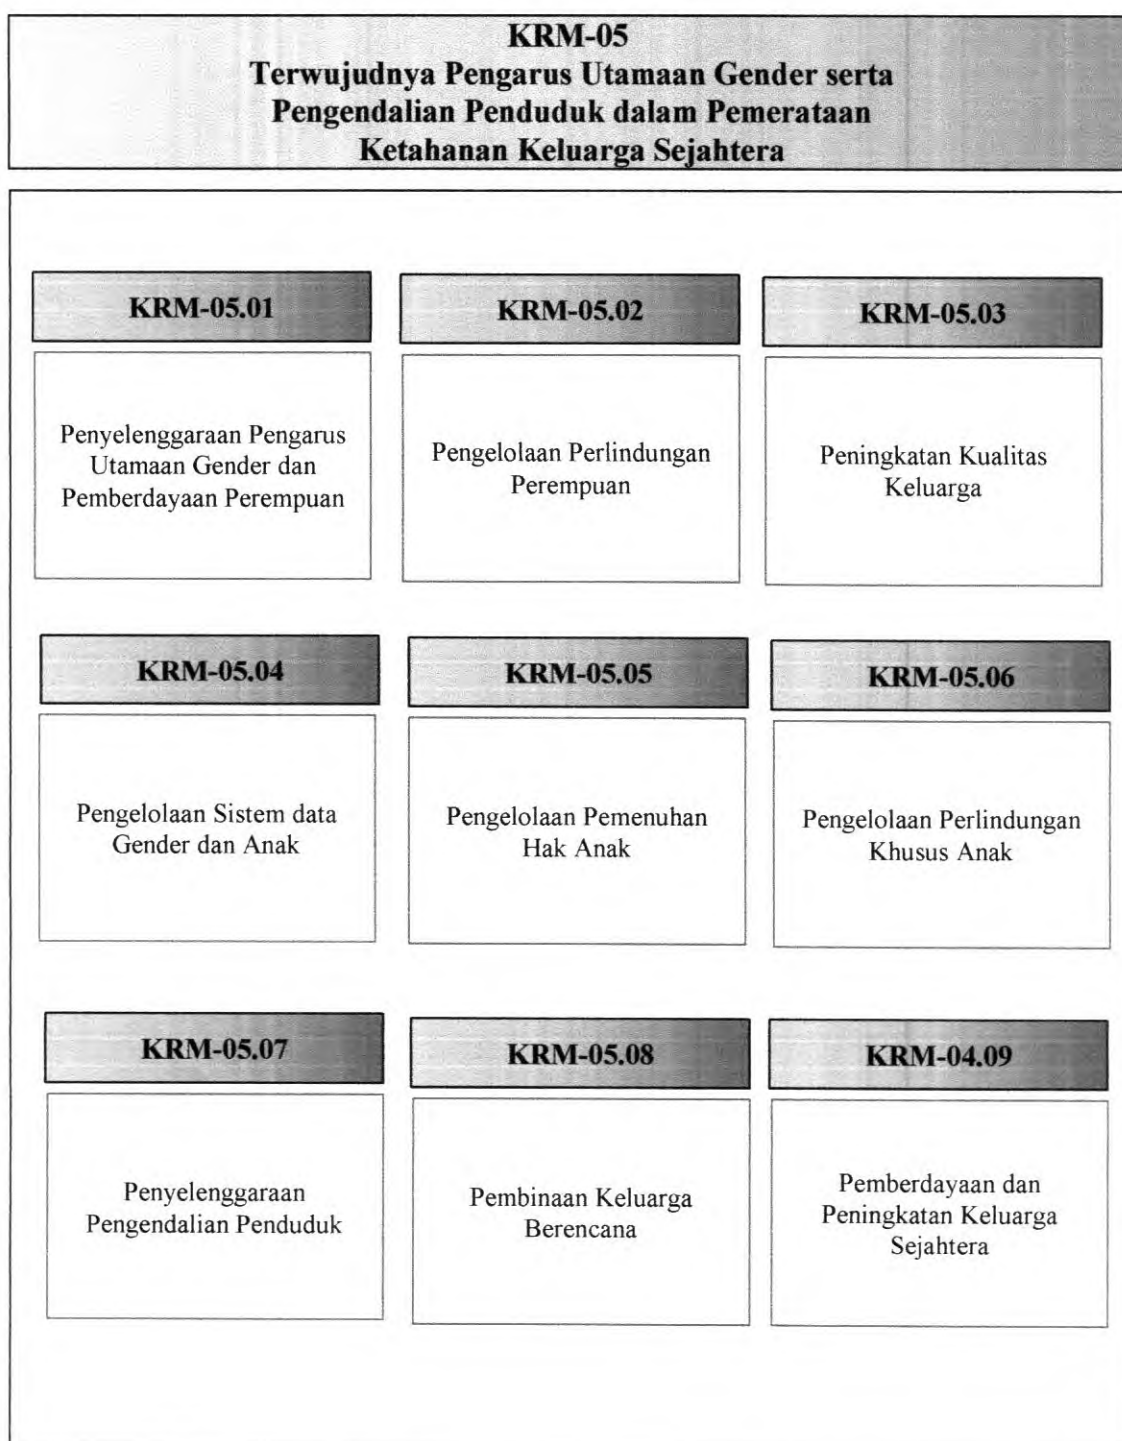 KRM-05
Terwujudnya Pengarus Utamaan Gender serta
Pengendalian Penduduk dalam Pemerataan
Ketahanan Keluarga Sejahtera
KRM-05.01
Penyelenggaraan Pengarus
Utamaan Gender dan
Pemberdayaan Perempuan
KRM-05.02
Pengelolaan Perlindungan
Perempuan
KRM-05.03
Peningkatan Kualitas
Keluarga
KRM-05.04
Pengelolaan Sistem data
Gender dan Anak
KRM-05.05
Pengelolaan Pemenuhan
Hak Anak
KRM-05.06
Pengelolaan Perlindungan
Khusus Anak
KRM-05.07
Penyelenggaraan
Pengendalian Penduduk
KRM-05.08
Pembinaan Keluarga
Berencana
KRM-04.09
Pemberdayaan dan
Peningkatan Keluarga
Sejahtera